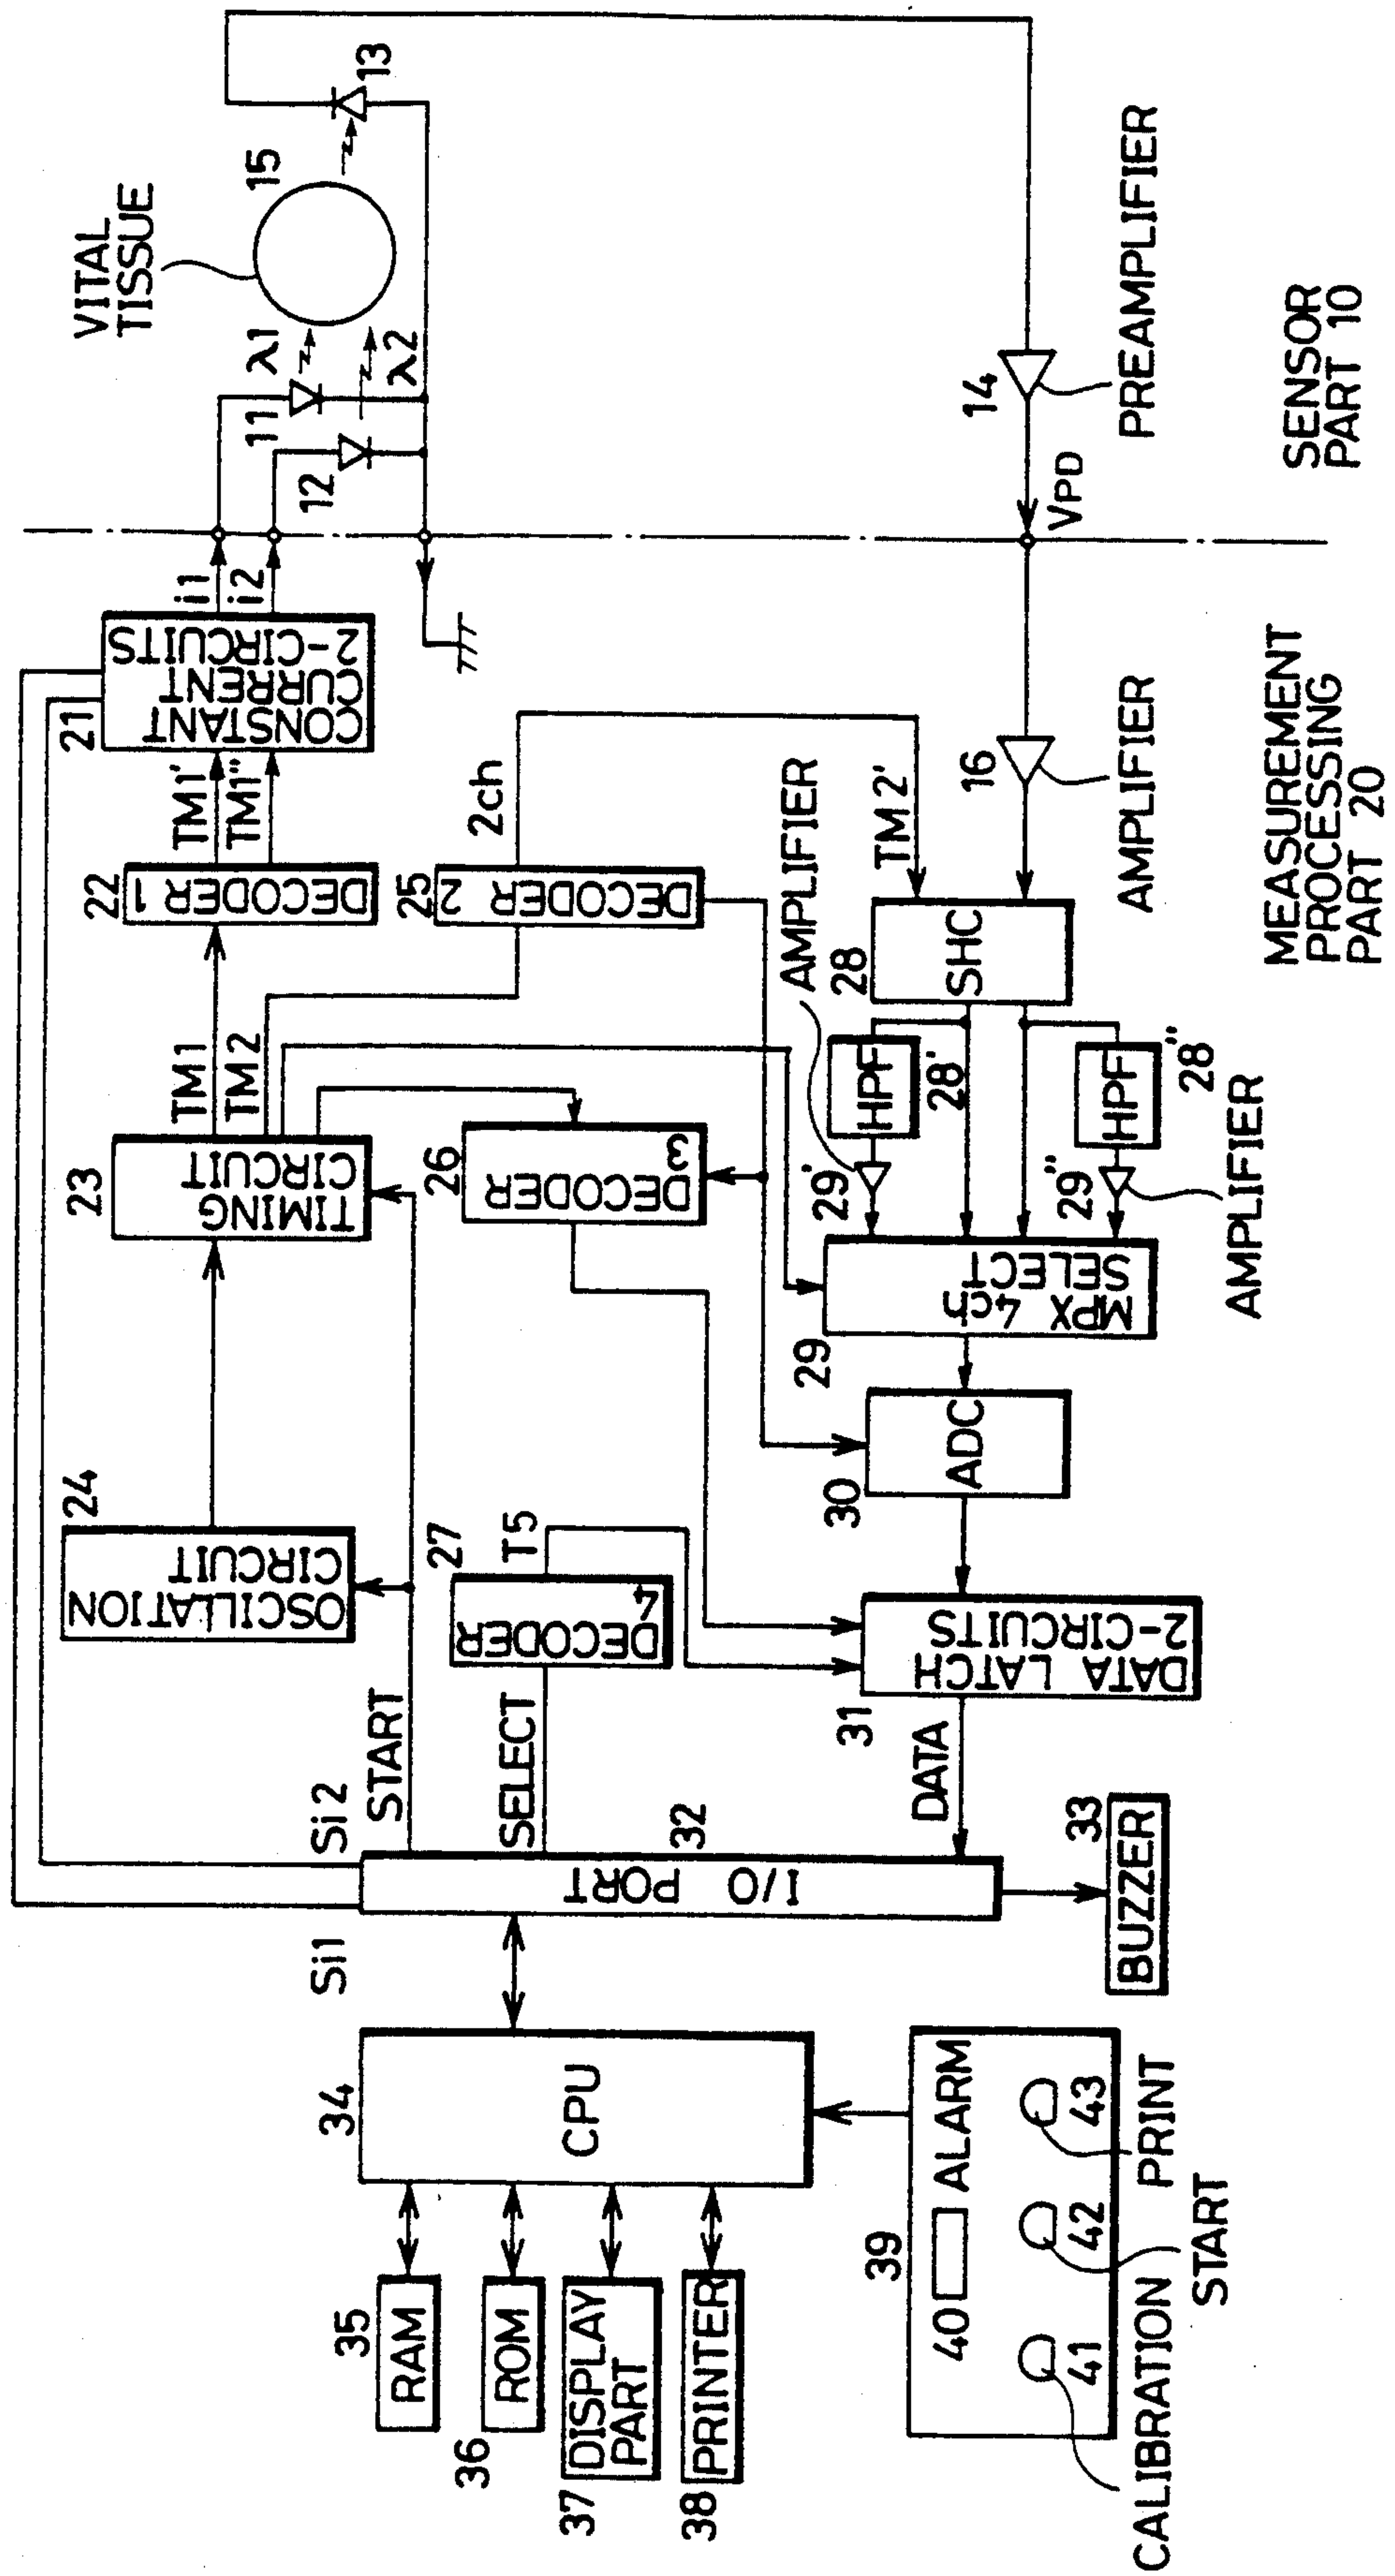 VITAL
TISSUE
15
13
λ1
λ2
11
12
14
PREAMPLIFIER
VPD
SENSOR
PART 10
i1
i2
21
CONSTANT
CURRENT
2-CIRCUITS
TM1'
TM1"
22
DECODER 1
25
DECODER 2
2ch
TM2'
16
AMPLIFIER
MEASUREMENT
PROCESSING
PART 20
AMPLIFIER
28
SHC
HPF
28'
HPF
28"
29'
29"
AMPLIFIER
TM1
TM2
23
TIMING
CIRCUIT
26
DECODER
3
29
MPX 4ch
SELECT
30
ADC
24
OSCILLATION
CIRCUIT
27
DECODER
4
T5
31
DATA LATCH
2-CIRCUITS
DATA
START
SELECT
Si2
Si1
32
I/O PORT
33
BUZZER
34
CPU
35
RAM
36
ROM
37
DISPLAY
PART
38
PRINTER
39
40
ALARM
41
42
43
CALIBRATION
START
PRINT